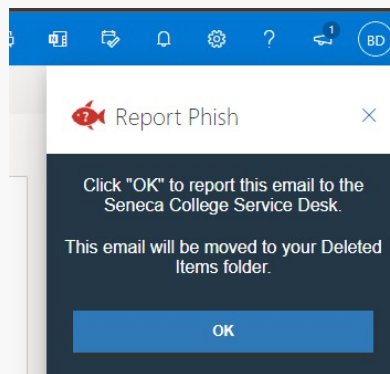 1
BD
?
Report Phish
Click "OK" to report this email to the
Seneca College Service Desk.
This email will be moved to your Deleted
Items folder.
OK